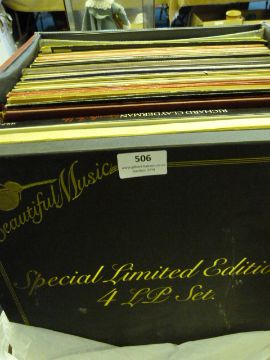 RICHARD CLAYDERMAN
506
Beautiful Music
Special Limited Edition
4 LP Set.